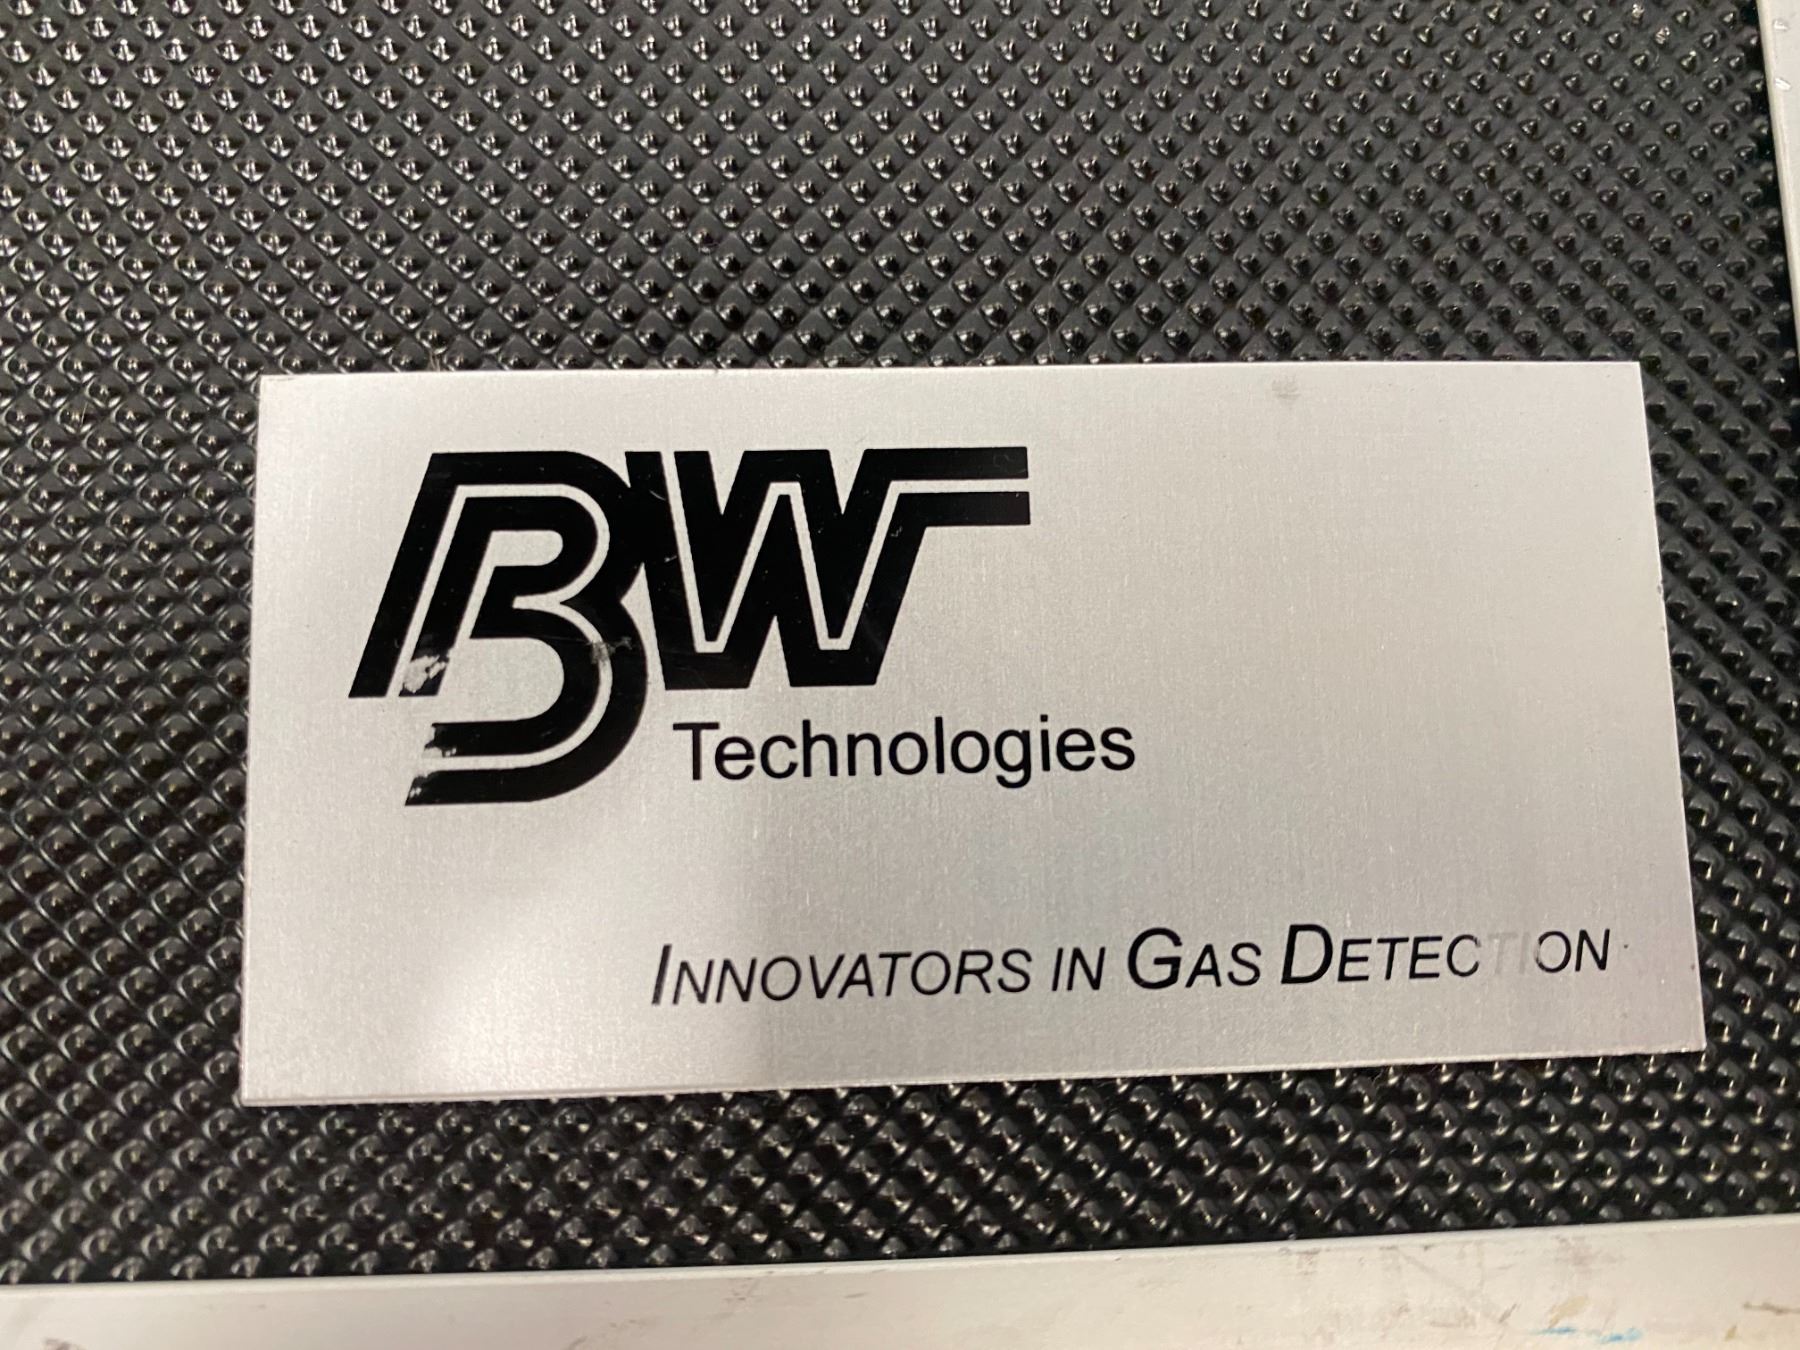 BW
Technologies
INNOVATORS IN GAS DETECTION